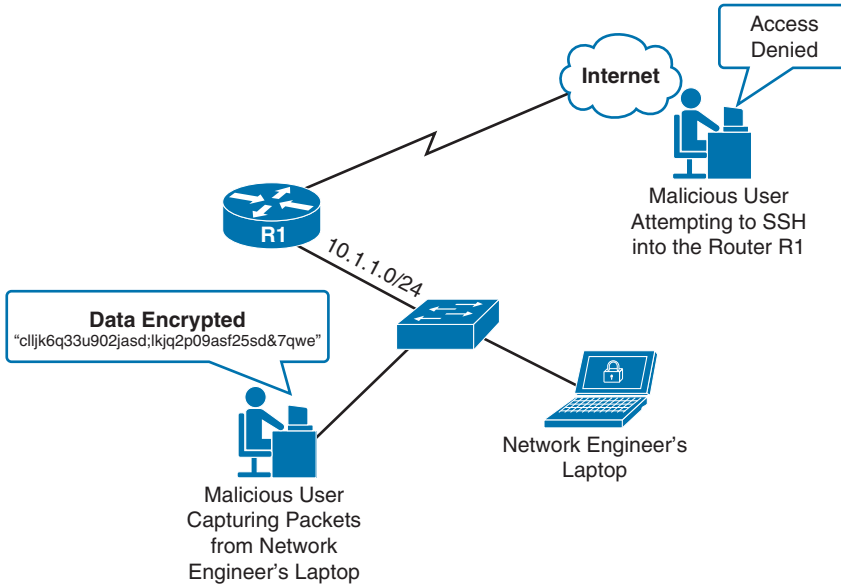 Access
Denied
Internet
Malicious User
Attempting to SSH
into the Router R1
R1
10.1.1.0/24
Data Encrypted
“clljk6q33u902jasd;lkjq2p09asf25sd&7qwe”
Network Engineer’s
Laptop
Malicious User
Capturing Packets
from Network
Engineer’s Laptop